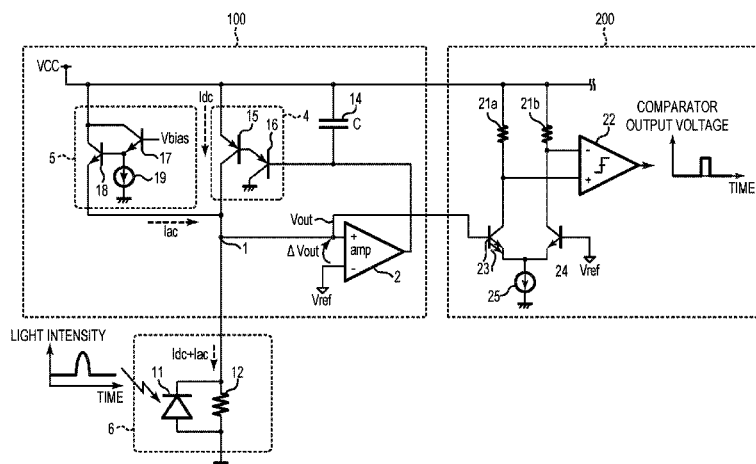 100
200
VCC
Idc
4
14
C
15
16
Vbias
5
17
18
19
Iac
21a
21b
22
COMPARATOR
OUTPUT VOLTAGE
TIME
-
+
Vout
1
ΔVout
+
amp
-
2
Vref
23
24
Vref
25
LIGHT INTENSITY
TIME
Idc+Iac
11
12
6